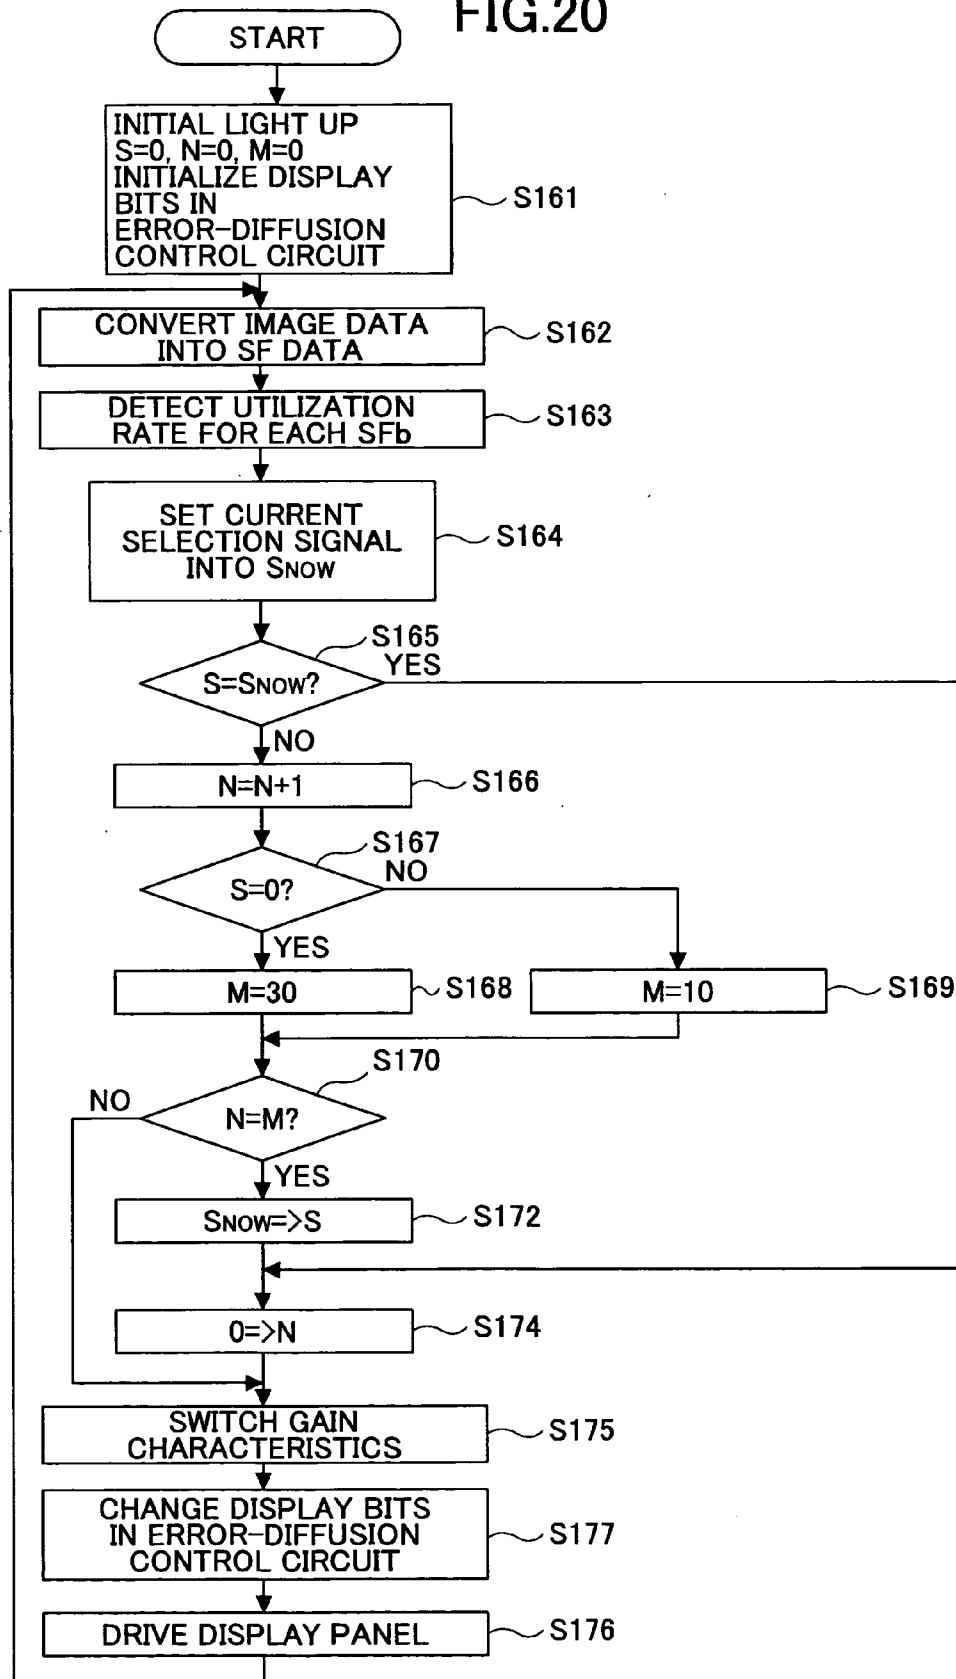 FIG.20
START
INITIAL LIGHT UP
S=0, N=0, M=0
INITIALIZE DISPLAY
BITS IN
ERROR-DIFFUSION
CONTROL CIRCUIT
S161
CONVERT IMAGE DATA
INTO SF DATA
S162
DETECT UTILIZATION
RATE FOR EACH SFb
S163
SET CURRENT
SELECTION SIGNAL
INTO SNOW
S164
S165
YES
S=SNOW?
NO
N=N+1
S166
S167
NO
S=0?
YES
M=30
S168
M=10
S169
S170
NO
N=M?
YES
SNOW=>S
S172
0=>N
S174
SWITCH GAIN
CHARACTERISTICS
S175
CHANGE DISPLAY BITS
IN ERROR-DIFFUSION
CONTROL CIRCUIT
S177
DRIVE DISPLAY PANEL
S176